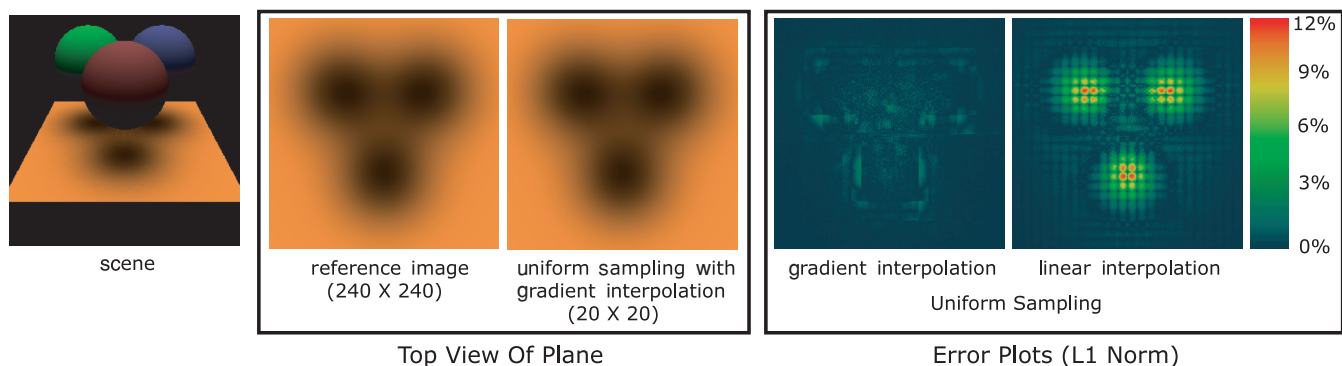 scene
reference image
(240 X 240)
uniform sampling with
gradient interpolation
(20 X 20)
Top View Of Plane
gradient interpolation
linear interpolation
Uniform Sampling
12%
9%
6%
3%
0%
Error Plots (L1 Norm)